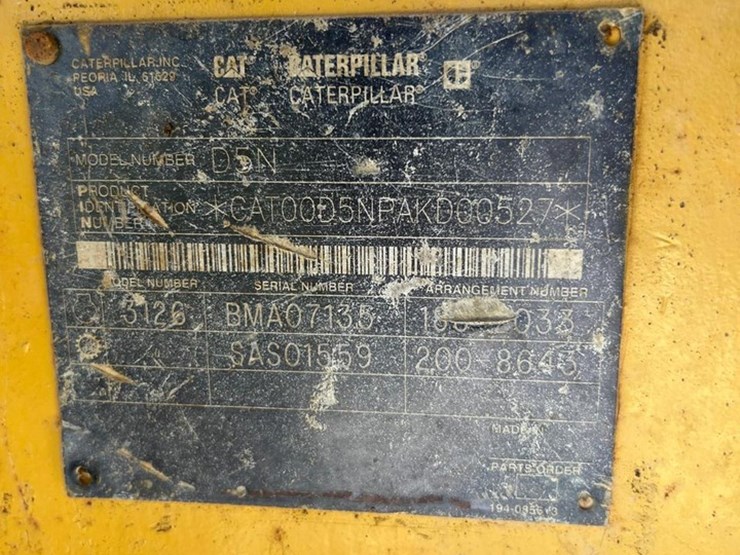 CATERPILLAR INC.
PEORIA IL 61629
USA
CAT CATERPILLAR
CAT CATERPILLAR
MODEL NUMBER D5N
PRODUCT
IDENTIFICATION
NUMBER
*CAT00D5NPAKD00527*
MODEL NUMBER SERIAL NUMBER ARRANGEMENT NUMBER
3126 BMA07135
SAS01559 200 8643
MADE IN
PARTS ORDER